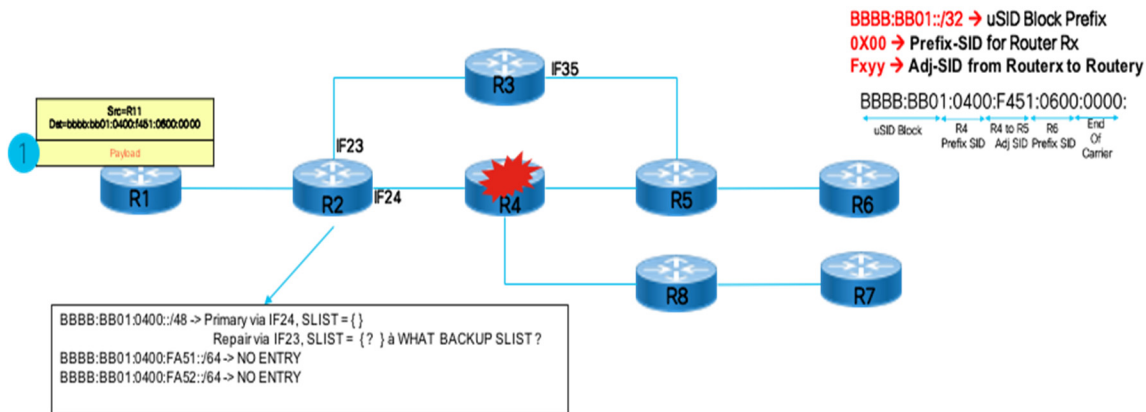 BBBB:BB01::/32 → uSID Block Prefix
0X00 → Prefix-SID for Router Rx
Fxyy → Adj-SID from Routerx to Routery
BBBB:BB01:0400:F451:0600:0000:
uSID Block
R4
Prefix SID
R4 to R5
Adj SID
R6
Prefix SID
End
Of
Carrier
Src=R11
Dst=bbbb:bb01:0400:f451:0600:0000
1
Payload
R1
R2
IF23
IF24
R3
IF35
R4
R5
R6
R8
R7
BBBB:BB01:0400::/48 -> Primary via IF24, SLIST = { }
Repair via IF23, SLIST = { ? } à WHAT BACKUP SLIST ?
BBBB:BB01:0400:FA51::/64 -> NO ENTRY
BBBB:BB01:0400:FA52::/64 -> NO ENTRY